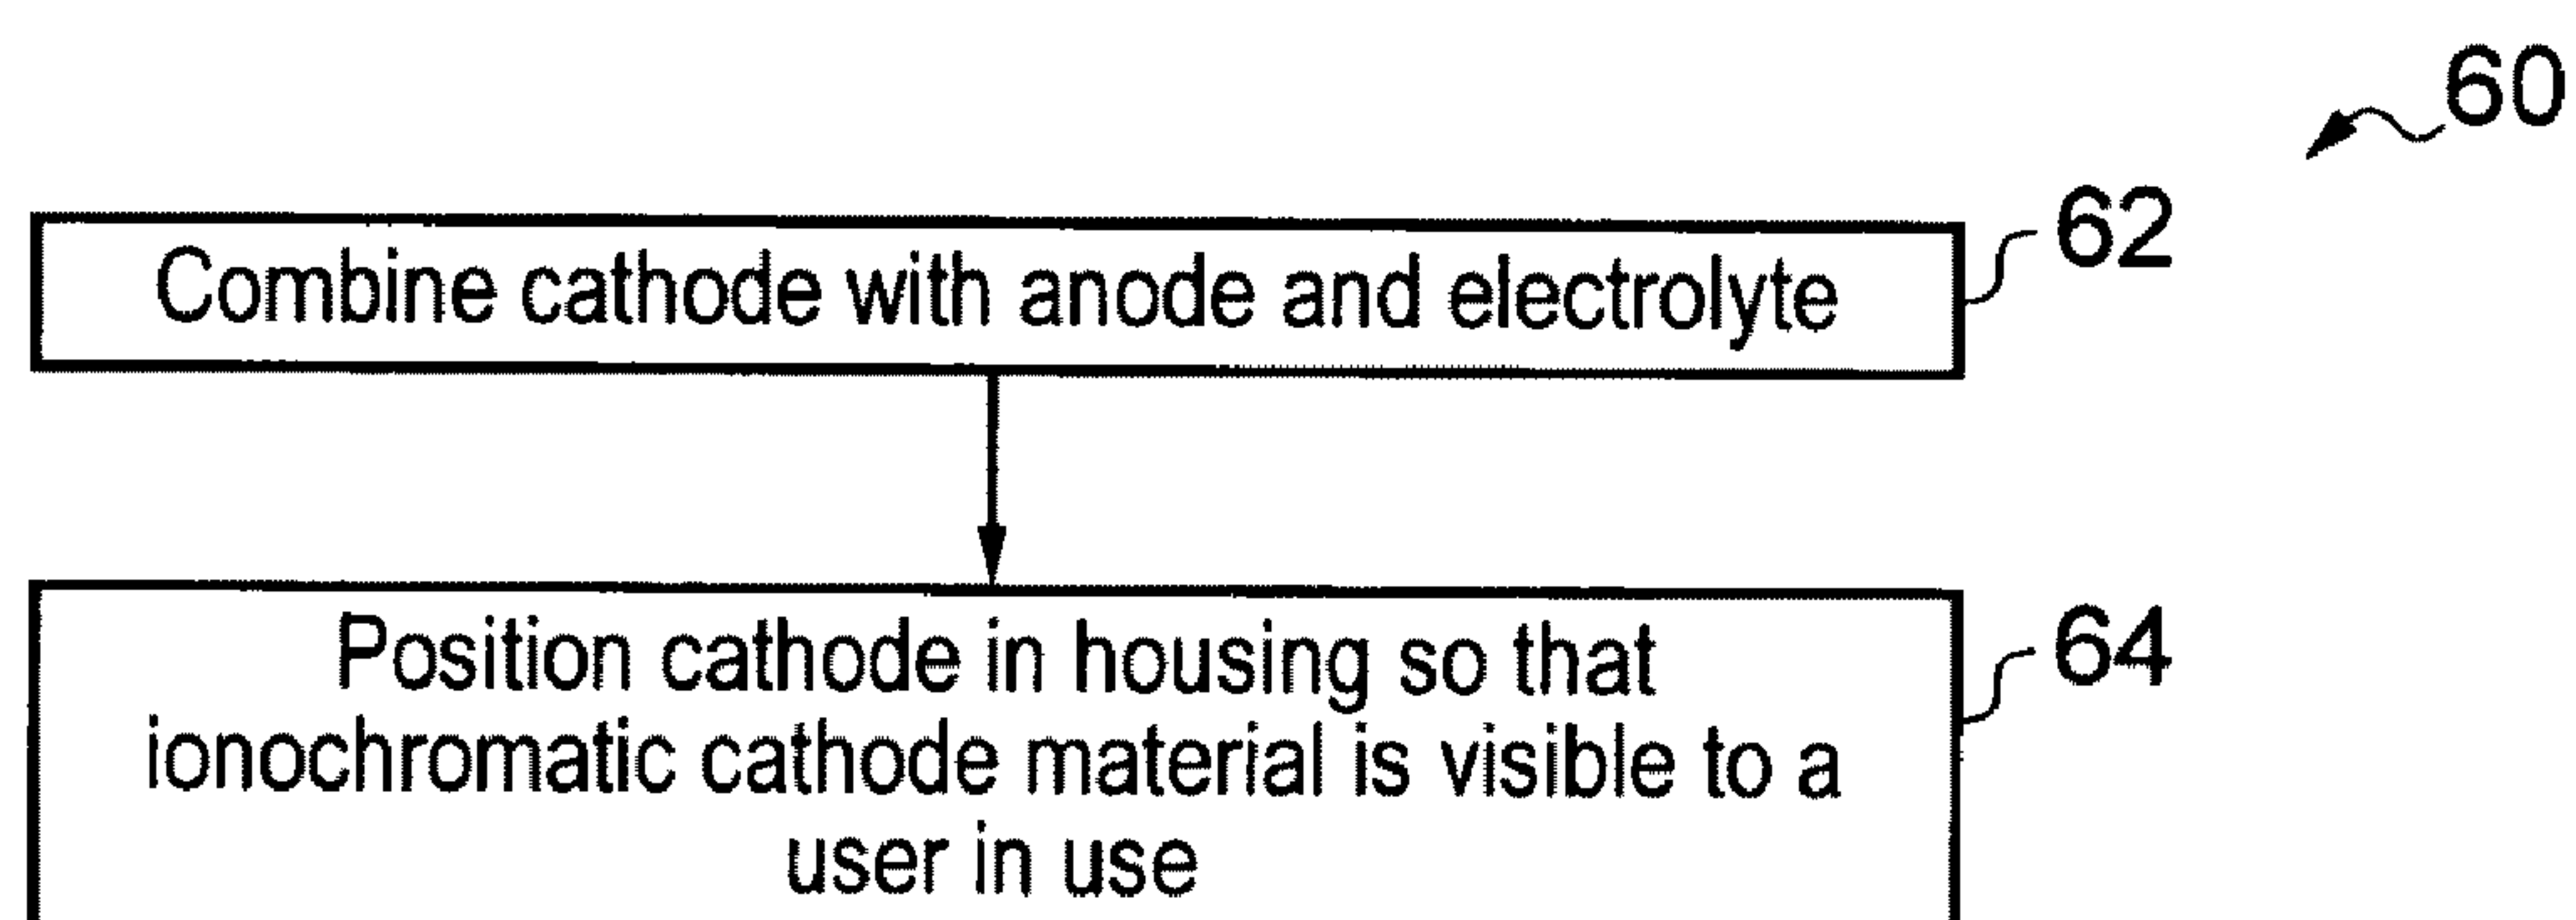 60
Combine cathode with anode and electrolyte
62
Position cathode in housing so that
64
ionochromatic cathode material is visible to a
user in use